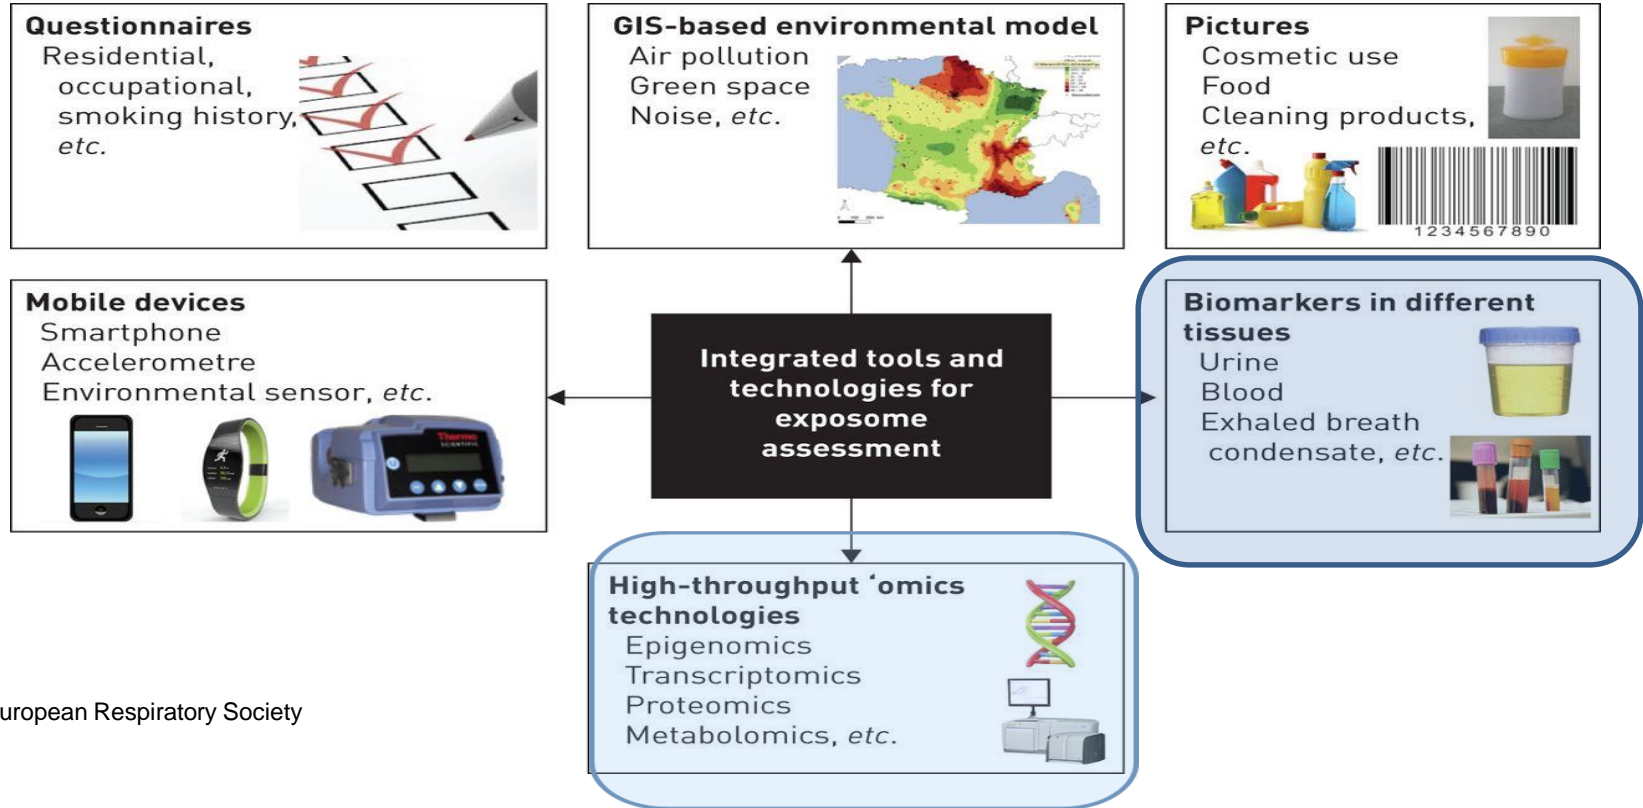 Questionnaires
Residential,
occupational,
smoking history,
etc.
GIS-based environmental model
Air pollution
Green space
Noise, etc.
Pictures
Cosmetic use
Food
Cleaning products,
etc.
1234567890
Mobile devices
Smartphone
Accelerometre
Environmental sensor, etc.
Thermo
SCIENTIFIC
Integrated tools and
technologies for
exposome
assessment
Biomarkers in different
tissues
Urine
Blood
Exhaled breath
condensate, etc.
High-throughput ‘omics
technologies
Epigenomics
Transcriptomics
Proteomics
Metabolomics, etc.
uropean Respiratory Society